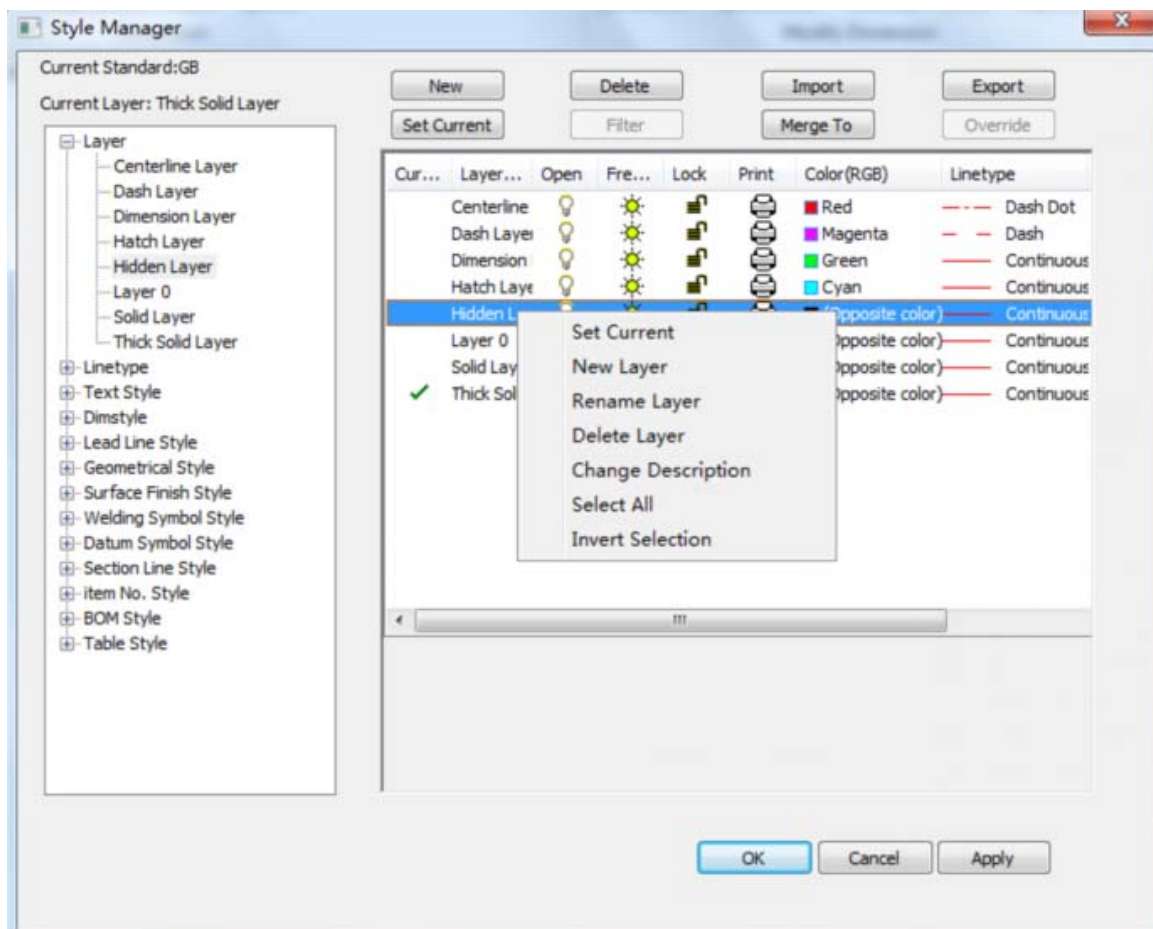 Style Manager
Current Standard:GB
Current Layer: Thick Solid Layer
Layer
Centerline Layer
Dash Layer
Dimension Layer
Hatch Layer
Hidden Layer
Layer 0
Solid Layer
Thick Solid Layer
Linetype
Text Style
Dimstyle
Lead Line Style
Geometrical Style
Surface Finish Style
Welding Symbol Style
Datum Symbol Style
Section Line Style
item No. Style
BOM Style
Table Style
New Delete Import Export
Set Current Filter Merge To Override
Cur... Layer... Open Fre... Lock Print Color(RGB) Linetype
Centerline Red Dash Dot
Dash Layer Magenta Dash
Dimension Green Continuous
Hatch Laye Cyan Continuous
Hidden L (Opposite color) Continuous
Layer 0 Opposite color) Continuous
Solid Lay Opposite color) Continuous
Thick Sol Opposite color) Continuous
Set Current
New Layer
Rename Layer
Delete Layer
Change Description
Select All
Invert Selection
OK Cancel Apply